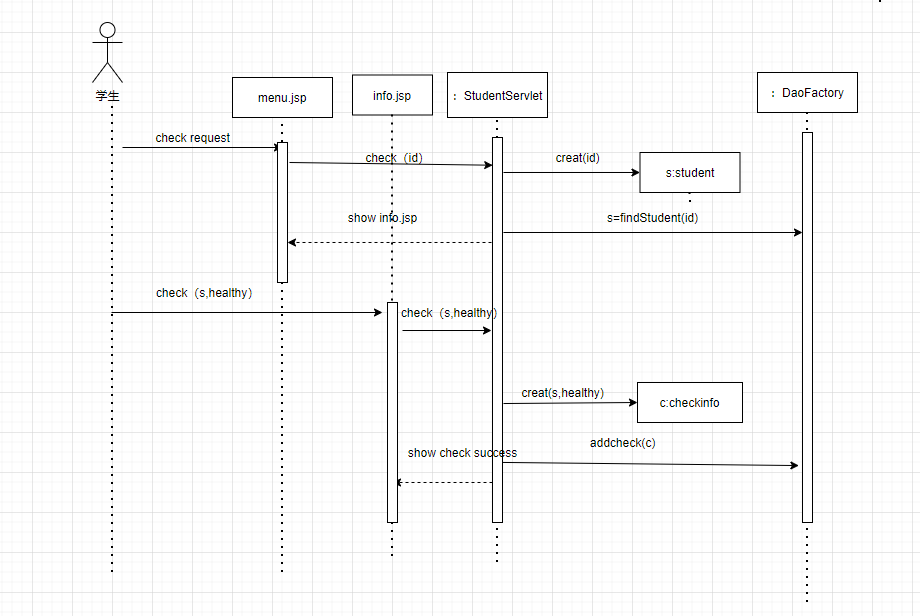 学生
menu.jsp
info.jsp
：StudentServlet
：DaoFactory
check request
check（id）
creat(id)
s:student
show info.jsp
s=findStudent(id)
check（s,healthy）
check（s,healthy）
creat(s,healthy)
c:checkinfo
addcheck(c)
show check success